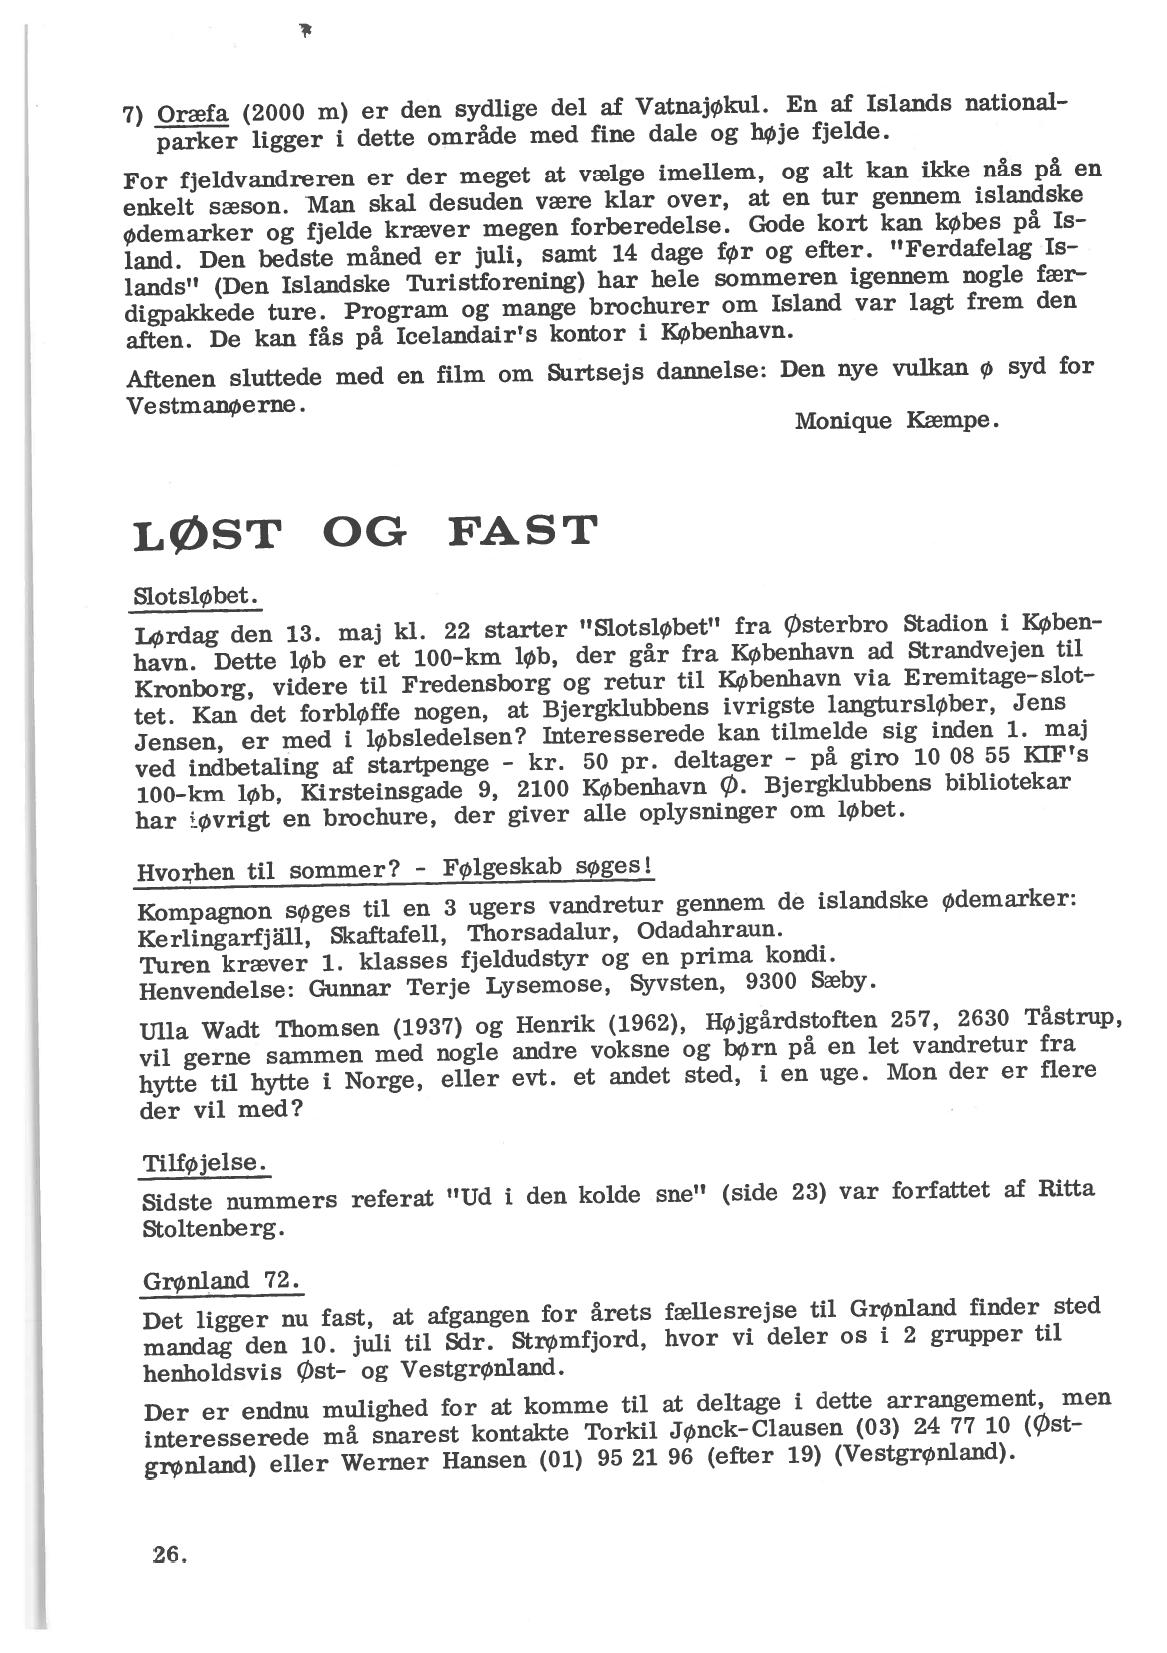 7) Oræfa (2000 m) er den sydlige del af Vatnajøkul. En af Islands national-
parker ligger i dette område med fine dale og høje fjelde.
For fjeldvandreren er der meget at vælge imellem, og alt kan ikke nås på en
enkelt sæson. Man skal desuden være klar over, at en tur gennem islandske
ødemarker og fjelde kræver megen forberedelse. Gode kort kan købes på Is-
land. Den bedste måned er juli, samt 14 dage før og efter. "Ferdafelag Is-
lands" (Den Islandske Turistforening) har hele sommeren igennem nogle fær-
digpakkede ture. Program og mange brochurer om Island var lagt frem den
aften. De kan fås på Icelandair's kontor i København.
Aftenen sluttede med en film om Surtsejs dannelse: Den nye vulkan ø syd for
Vestmanøerne.
Monique Kæmpe.
LØST OG FAST
Slotsløbet.
Lørdag den 13. maj kl. 22 starter "Slotsløbet" fra Østerbro Stadion i Køben-
havn. Dette løb er et 100-km løb, der går fra København ad Strandvejen til
Kronborg, videre til Fredensborg og retur til København via Eremitage-slot-
tet. Kan det forbløffe nogen, at Bjergklubbens ivrigste langtursløber, Jens
Jensen, er med i løbsledelsen? Interesserede kan tilmelde sig inden 1. maj
ved indbetaling af startpenge - kr. 50 pr. deltager - på giro 10 08 55 KIF's
100-km løb, Kirsteinsgade 9, 2100 København Ø. Bjergklubbens bibliotekar
har iøvrigt en brochure, der giver alle oplysninger om løbet.
Hvorhen til sommer? - Følgeskab søges!
Kompagnon søges til en 3 ugers vandretur gennem de islandske ødemarker:
Kerlingarfjäll, Skaftafell, Thorsadalur, Odadahraun.
Turen kræver 1. klasses fjeldudstyr og en prima kondi.
Henvendelse: Gunnar Terje Lysemose, Syvsten, 9300 Sæby.
Ulla Wadt Thomsen (1937) og Henrik (1962), Højgårdstoften 257, 2630 Tåstrup,
vil gerne sammen med nogle andre voksne og børn på en let vandretur fra
hytte til hytte i Norge, eller evt. et andet sted, i en uge. Mon der er flere
der vil med?
Tilføjelse.
Sidste nummers referat "Ud i den kolde sne" (side 23) var forfattet af Ritta
Stoltenberg.
Grønland 72.
Det ligger nu fast, at afgangen for årets fællesrejse til Grønland finder sted
mandag den 10. juli til Sdr. Strømfjord, hvor vi deler os i 2 grupper til
henholdsvis Øst- og Vestgrønland.
Der er endnu mulighed for at komme til at deltage i dette arrangement, men
interesserede må snarest kontakte Torkil Jønck-Clausen (03) 24 77 10 (Øst-
grønland) eller Werner Hansen (01) 95 21 96 (efter 19) (Vestgrønland).
26.